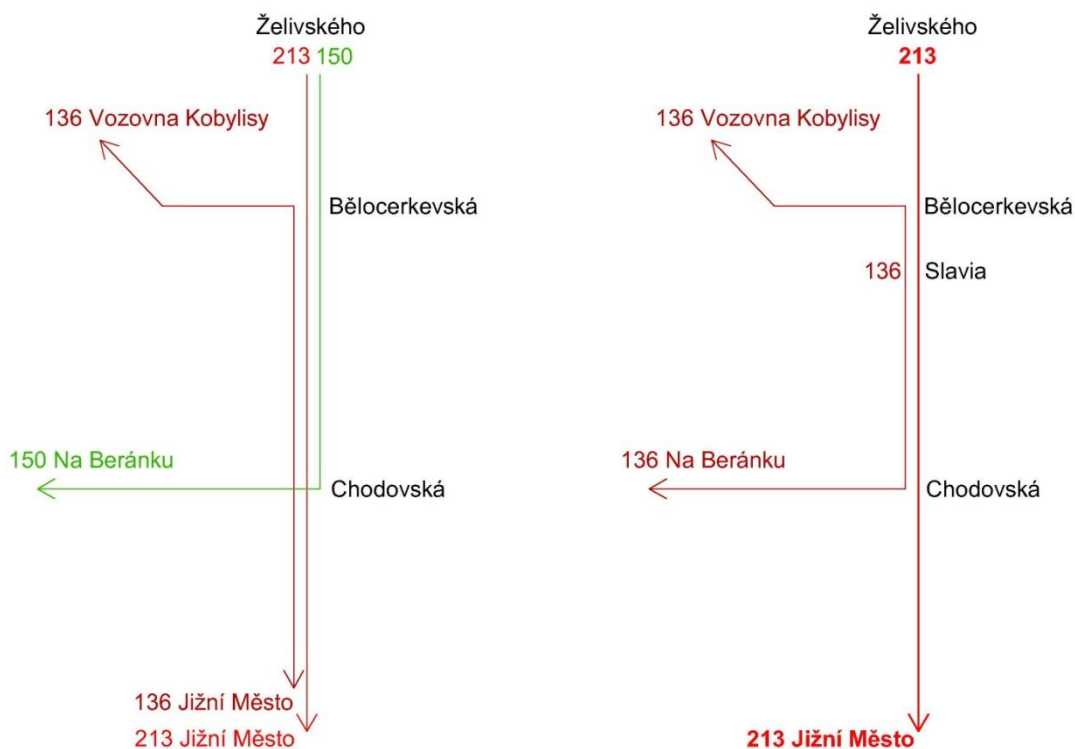 Želivského
213 150
136 Vozovna Kobylisy
Bělocerkevská
150 Na Beránku
Chodovská
136 Jižní Město
213 Jižní Město
Želivského
213
136 Vozovna Kobylisy
Bělocerkevská
136 Slavia
136 Na Beránku
Chodovská
213 Jižní Město